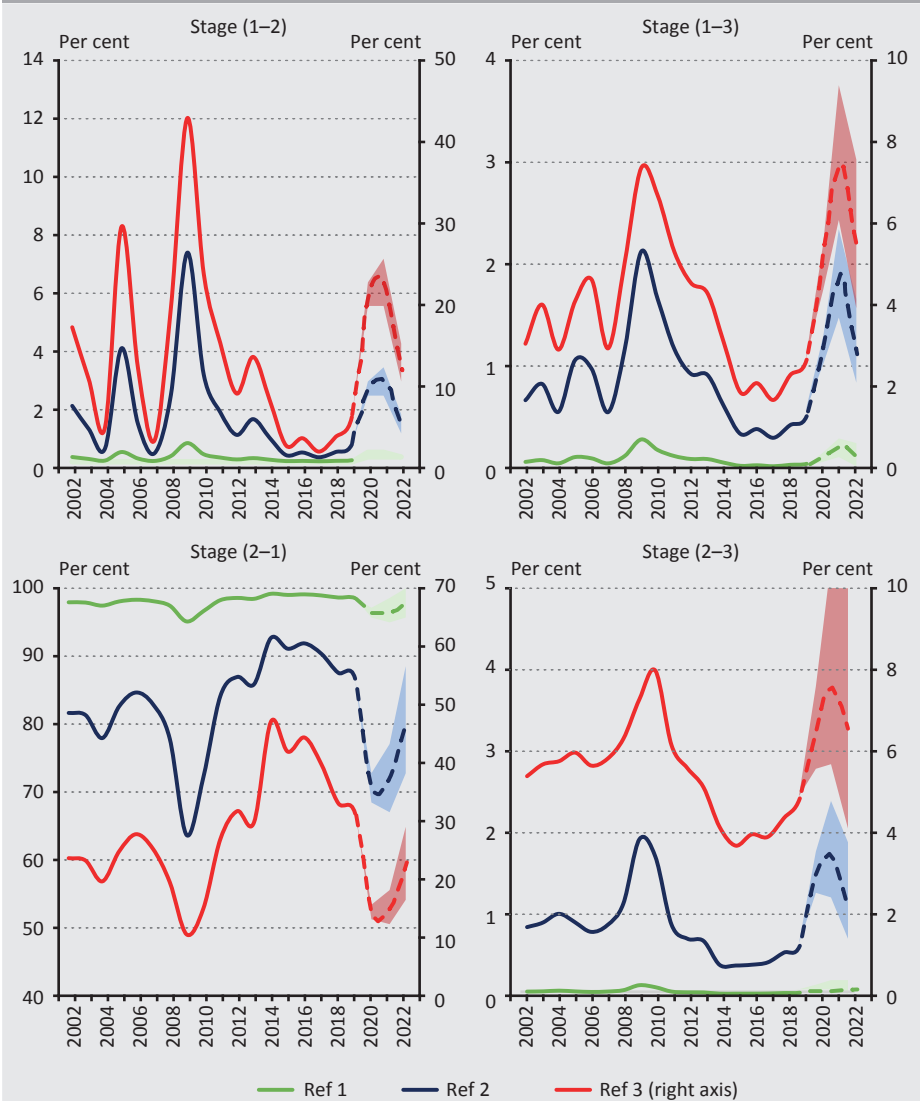 Stage (1–2)
Per cent Per cent
14 12 10 8 6 4 2 0
50 40 30 20 10 0
2002 2004 2006 2008 2010 2012 2014 2016 2018 2020 2022
Stage (1–3)
Per cent Per cent
4 3 2 1 0
10 8 6 4 2 0
2002 2004 2006 2008 2010 2012 2014 2016 2018 2020 2022
Stage (2–1)
Per cent Per cent
100 90 80 70 60 50 40
70 60 50 40 30 20 10 0
2002 2004 2006 2008 2010 2012 2014 2016 2018 2020 2022
Stage (2–3)
Per cent Per cent
5 4 3 2 1 0
10 8 6 4 2 0
2002 2004 2006 2008 2010 2012 2014 2016 2018 2020 2022
Ref 1 Ref 2 Ref 3 (right axis)